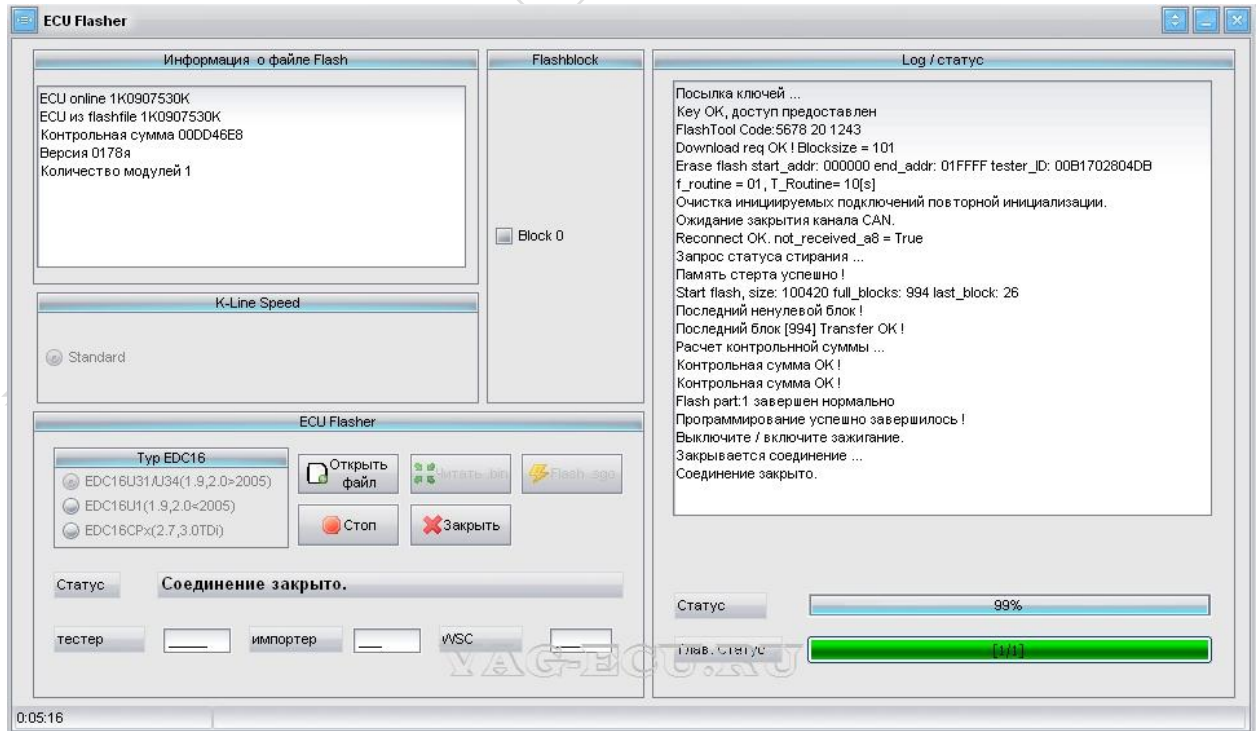 ECU Flasher
Информация о файле Flash
ECU online 1K0907530K
ECU из flashfile 1K0907530K
Контрольная сумма 00DD46E8
Версия 0178я
Количество модулей 1
Flashblock
Block 0
K-Line Speed
Standard
ECU Flasher
Typ EDC16
EDC16U31/U34(1.9,2.0>2005)
EDC16U1(1.9,2.0<2005)
EDC16CPx(2.7,3.0TDi)
Открыть файл
Читать .bin
Flash .sgo
Стоп
Закрыть
Статус
Соединение закрыто.
тестер
импортер
WSC
Log / статус
Посылка ключей ...
Key OK, доступ предоставлен
FlashTool Code:5678 20 1243
Download req OK ! Blocksize = 101
Erase flash start_addr: 000000 end_addr: 01FFFF tester_ID: 00B1702804DB
f_routine = 01, T_Routine= 10[s]
Очистка инициируемых подключений повторной инициализации.
Ожидание закрытия канала CAN.
Reconnect OK. not_received_a8 = True
Запрос статуса стирания ...
Память стерта успешно !
Start flash, size: 100420 full_blocks: 994 last_block: 26
Последний ненулевой блок !
Последний блок [994] Transfer OK !
Расчет контрольнной суммы ...
Контрольная сумма OK !
Контрольная сумма OK !
Flash part:1 завершен нормально
Программирование успешно завершилось !
Выключите / включите зажигание.
Закрывается соединение ...
Соединение закрыто.
Статус
99%
Глав. Статус
[1/1]
VAG-ECU.RU
0:05:16